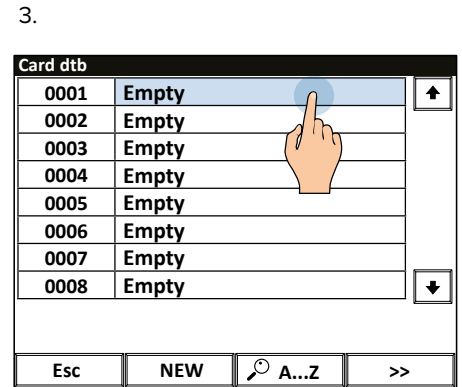 3.
Card dtb
0001 Empty
0002 Empty
0003 Empty
0004 Empty
0005 Empty
0006 Empty
0007 Empty
0008 Empty
Esc NEW A...Z >>